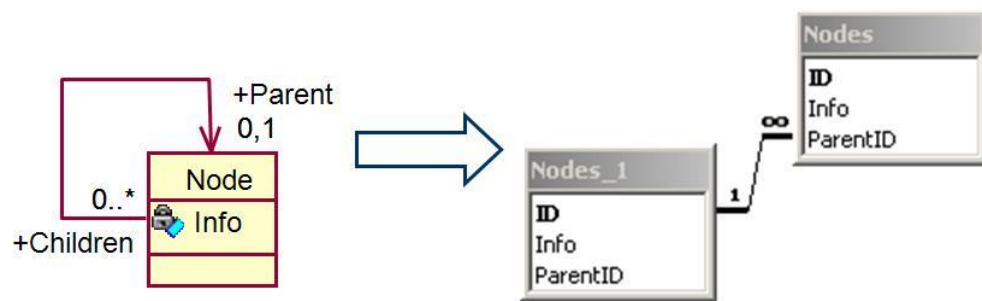 +Parent
0,1
Node
0..*
Info
+Children
Nodes_1
ID
Info
ParentID
1
∞
Nodes
ID
Info
ParentID